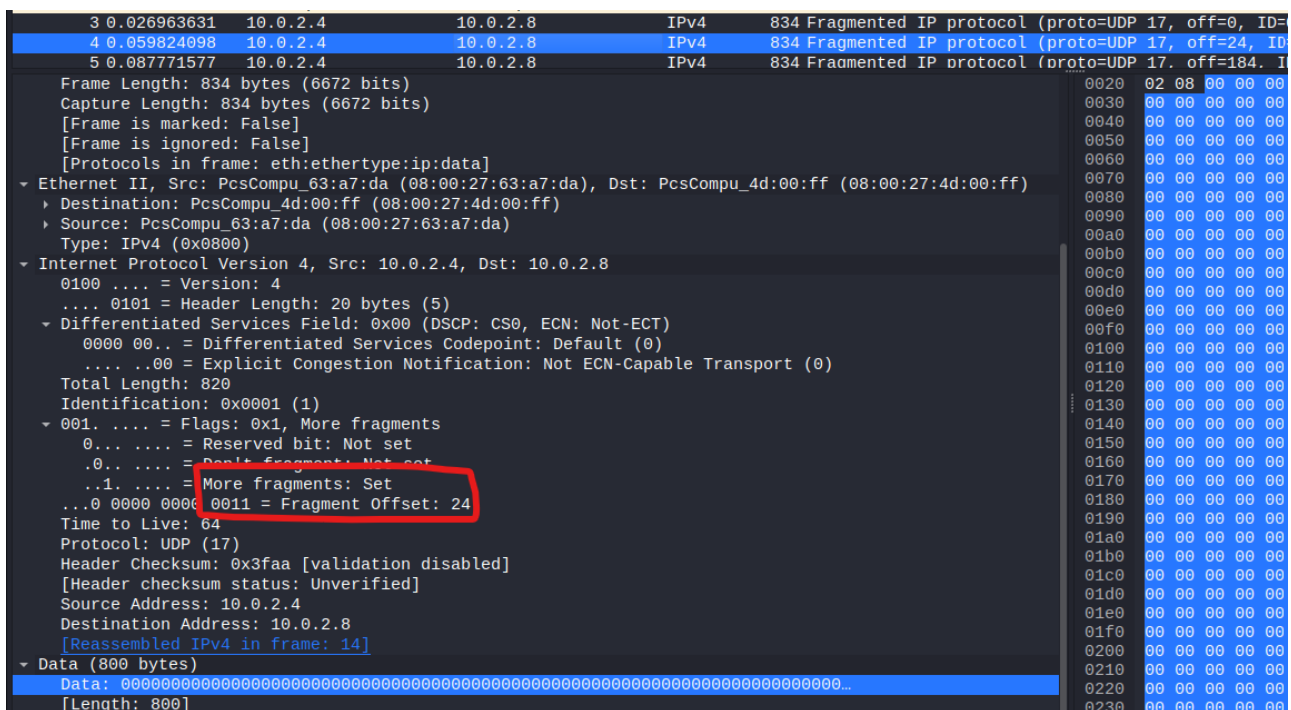 3 0.026963631 10.0.2.4 10.0.2.8 IPv4 834 Fragmented IP protocol (proto=UDP 17, off=0,
4 0.059824098 10.0.2.4 10.0.2.8 IPv4 834 Fragmented IP protocol (proto=UDP 17, off=24,
5 0.087771577 10.0.2.4 10.0.2.8 IPv4 834 Fragmented IP protocol (proto=UDP 17, off=184,
Frame Length: 834 bytes (6672 bits)
Capture Length: 834 bytes (6672 bits)
[Frame is marked: False]
[Frame is ignored: False]
[Protocols in frame: eth:ethertype:ip:data]
Ethernet II, Src: PcsCompu_63:a7:da (08:00:27:63:a7:da), Dst: PcsCompu_4d:00:ff (08:00:27:4d:00:ff)
Destination: PcsCompu_4d:00:ff (08:00:27:4d:00:ff)
Source: PcsCompu_63:a7:da (08:00:27:63:a7:da)
Type: IPv4 (0x0800)
Internet Protocol Version 4, Src: 10.0.2.4, Dst: 10.0.2.8
0100 .... = Version: 4
.... 0101 = Header Length: 20 bytes (5)
Differentiated Services Field: 0x00 (DSCP: CS0, ECN: Not-ECT)
0000 00.. = Differentiated Services Codepoint: Default (0)
.... ..00 = Explicit Congestion Notification: Not ECN-Capable Transport (0)
Total Length: 820
Identification: 0x0001 (1)
001. .... = Flags: 0x1, More fragments
0... .... = Reserved bit: Not set
.0.. .... = Don't fragment: Not set
..1. .... = More fragments: Set
...0 0000 0000 0011 = Fragment Offset: 24
Time to Live: 64
Protocol: UDP (17)
Header Checksum: 0x3faa [validation disabled]
[Header checksum status: Unverified]
Source Address: 10.0.2.4
Destination Address: 10.0.2.8
[Reassembled IPv4 in frame: 14]
Data (800 bytes)
Data: 000000000000000000000000000000000000000000000000000000000000000000000000…
[Length: 800]
0020 02 08 00 00 00
0030 00 00 00 00 00
0040 00 00 00 00 00
0050 00 00 00 00 00
0060 00 00 00 00 00
0070 00 00 00 00 00
0080 00 00 00 00 00
0090 00 00 00 00 00
00a0 00 00 00 00 00
00b0 00 00 00 00 00
00c0 00 00 00 00 00
00d0 00 00 00 00 00
00e0 00 00 00 00 00
00f0 00 00 00 00 00
0100 00 00 00 00 00
0110 00 00 00 00 00
0120 00 00 00 00 00
0130 00 00 00 00 00
0140 00 00 00 00 00
0150 00 00 00 00 00
0160 00 00 00 00 00
0170 00 00 00 00 00
0180 00 00 00 00 00
0190 00 00 00 00 00
01a0 00 00 00 00 00
01b0 00 00 00 00 00
01c0 00 00 00 00 00
01d0 00 00 00 00 00
01e0 00 00 00 00 00
01f0 00 00 00 00 00
0200 00 00 00 00 00
0210 00 00 00 00 00
0220 00 00 00 00 00
0230 00 00 00 00 00